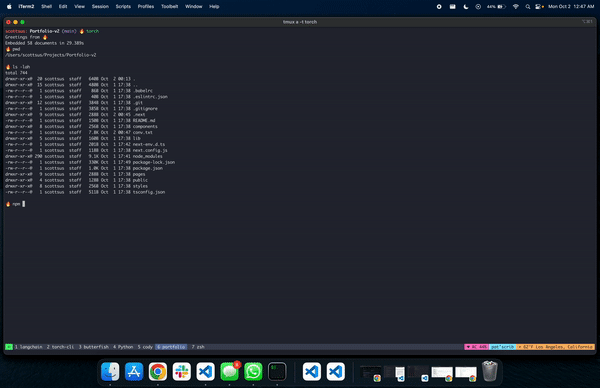 iTerm2 Shell Edit View Session Scripts Profiles Toolbelt Window Help 44% Mon Oct 2 12:47 AM
tmux a -t torch
scottsus: Portfolio-v2 (main) torch
Greetings from
Embedded 58 documents in 29.389s
pwd
/Users/scottsus/Projects/Portfolio-v2
ls -lah
total 744
drwxr-xr-x@ 20 scottsus staff 640B Oct 2 00:13 .
drwxr-xr-x 15 scottsus staff 480B Oct 1 17:38 ..
-rw-r--r--@ 1 scottsus staff 86B Oct 1 17:38 .babelrc
-rw-r--r--@ 1 scottsus staff 40B Oct 1 17:38 .eslintrc.json
drwxr-xr-x@ 12 scottsus staff 384B Oct 1 17:38 .git
-rw-r--r--@ 1 scottsus staff 385B Oct 1 17:38 .gitignore
drwxr-xr-x@ 9 scottsus staff 288B Oct 2 00:45 .next
-rw-r--r--@ 1 scottsus staff 150B Oct 1 17:38 README.md
drwxr-xr-x@ 8 scottsus staff 256B Oct 1 17:38 components
-rw-r--r--@ 1 scottsus staff 7.0K Oct 2 00:47 conv.txt
drwxr-xr-x@ 5 scottsus staff 160B Oct 1 17:38 lib
-rw-r--r--@ 1 scottsus staff 201B Oct 1 17:42 next-env.d.ts
-rw-r--r--@ 1 scottsus staff 118B Oct 1 17:38 next.config.js
drwxr-xr-x@ 290 scottsus staff 9.1K Oct 1 17:41 node_modules
-rw-r--r--@ 1 scottsus staff 330K Oct 1 17:49 package-lock.json
-rw-r--r--@ 1 scottsus staff 1.0K Oct 1 17:38 package.json
drwxr-xr-x@ 9 scottsus staff 288B Oct 1 17:38 pages
drwxr-xr-x@ 4 scottsus staff 128B Oct 1 17:38 public
drwxr-xr-x@ 8 scottsus staff 256B Oct 1 17:38 styles
-rw-r--r--@ 1 scottsus staff 511B Oct 1 17:38 tsconfig.json
npm
1 langchain 2 torch-cli 3 butterfish 4 Python 5 cody 6 portfolio 7 zsh AC 44% pot'scrib 62°F Los Angeles, California